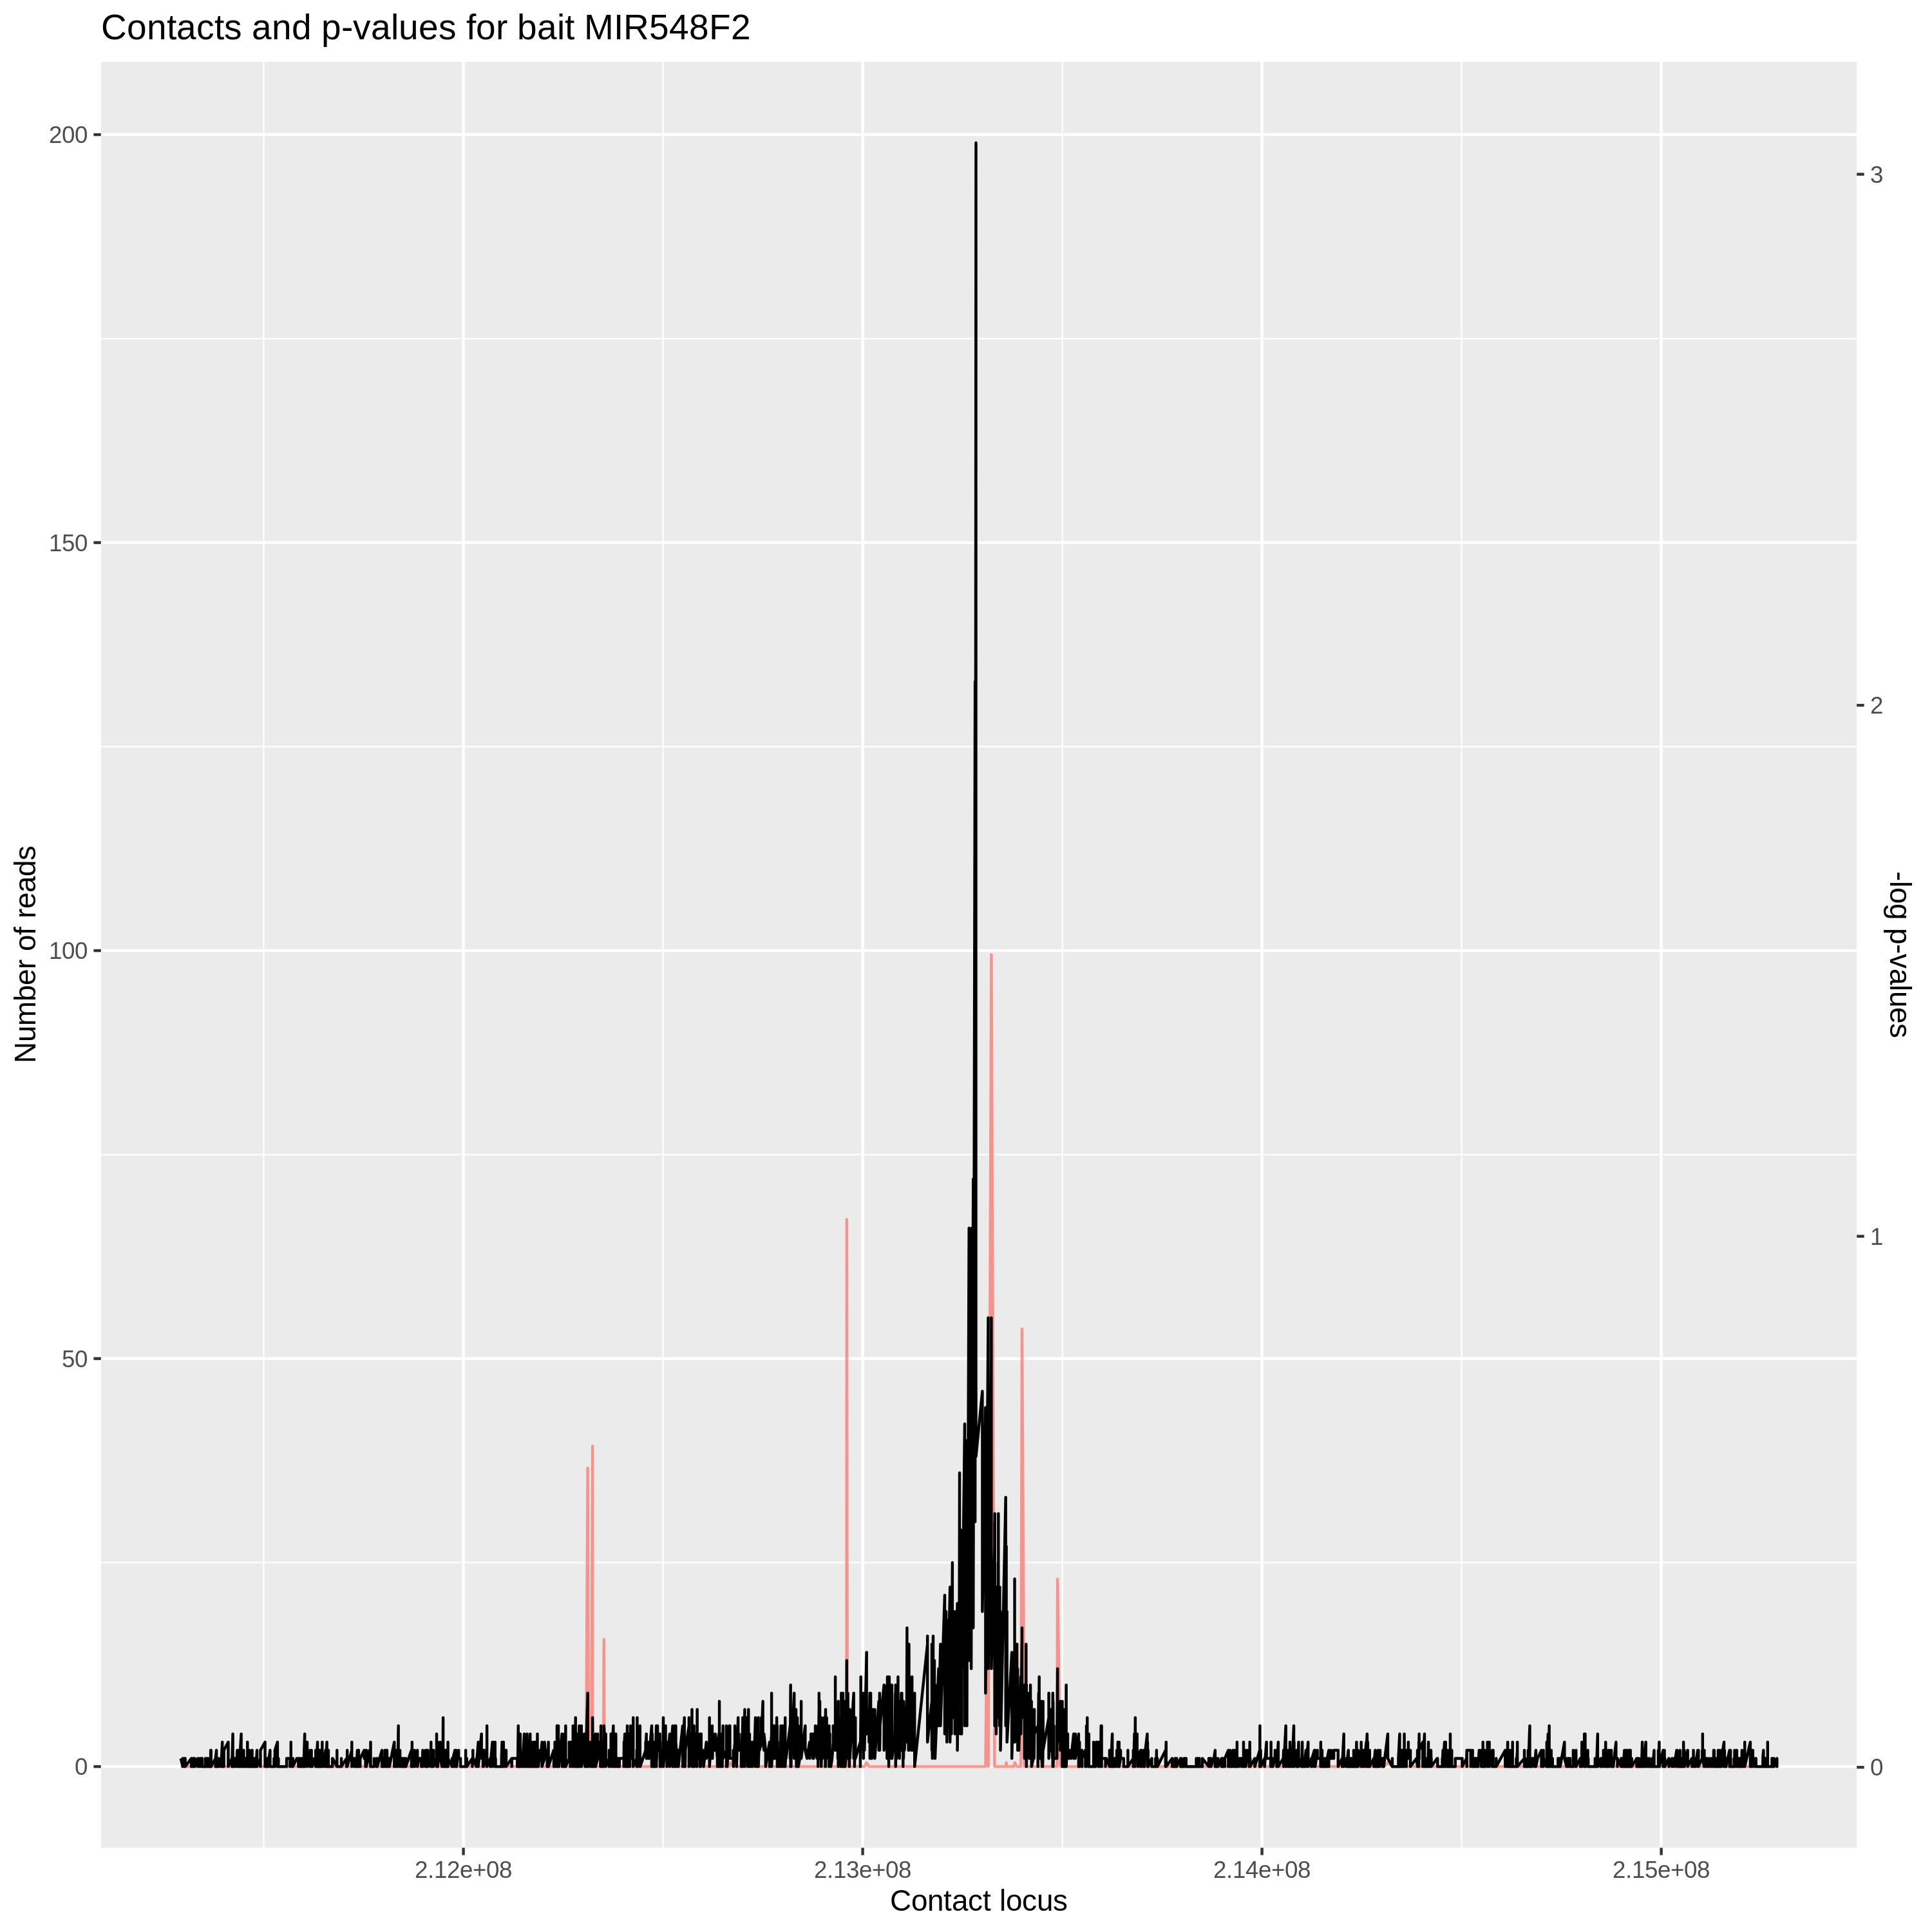 Contacts and p-values for bait MIR548F2
200
150
100
50
0
Number of reads
3
2
1
0
-log p-values
2.12e+08
2.13e+08
2.14e+08
2.15e+08
Contact locus